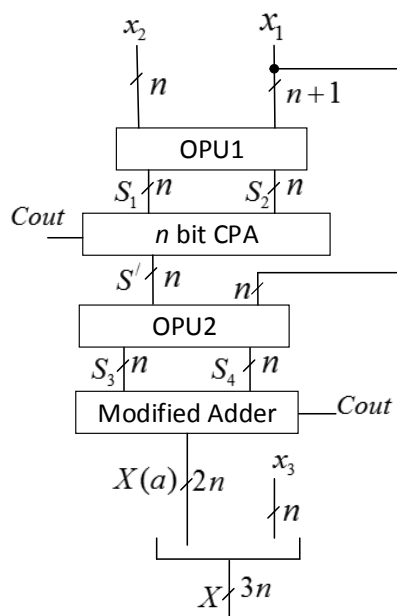 x₂ x₁
n n+1
OPU1
S₁ n S₂ n
Cout
n bit CPA
S′ n n
OPU2
S₃ n S₄ n
Modified Adder Cout
X(a) 2n x₃
n
X 3n